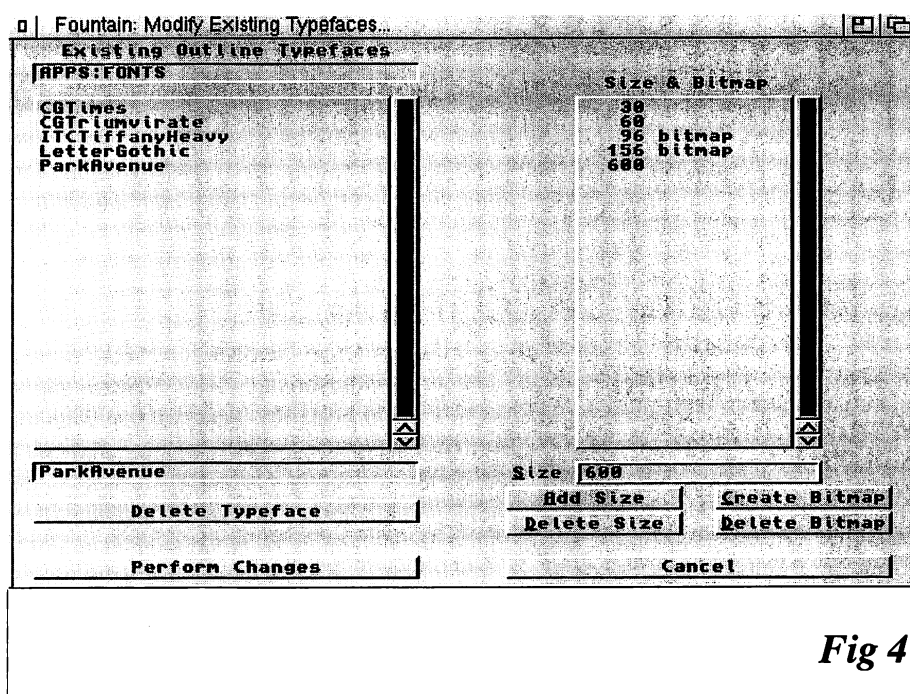 Fountain: Modify Existing Typefaces...
Existing Outline Typefaces
APPS:FONTS
CGTimes
CGTriumvirate
ITCTiffanyHeavy
LetterGothic
ParkAvenue
ParkAvenue
Delete Typeface
Perform Changes
Size & Bitmap
30
60
96 bitmap
156 bitmap
600
Size 600
Add Size
Create Bitmap
Delete Size
Delete Bitmap
Cancel
Fig 4